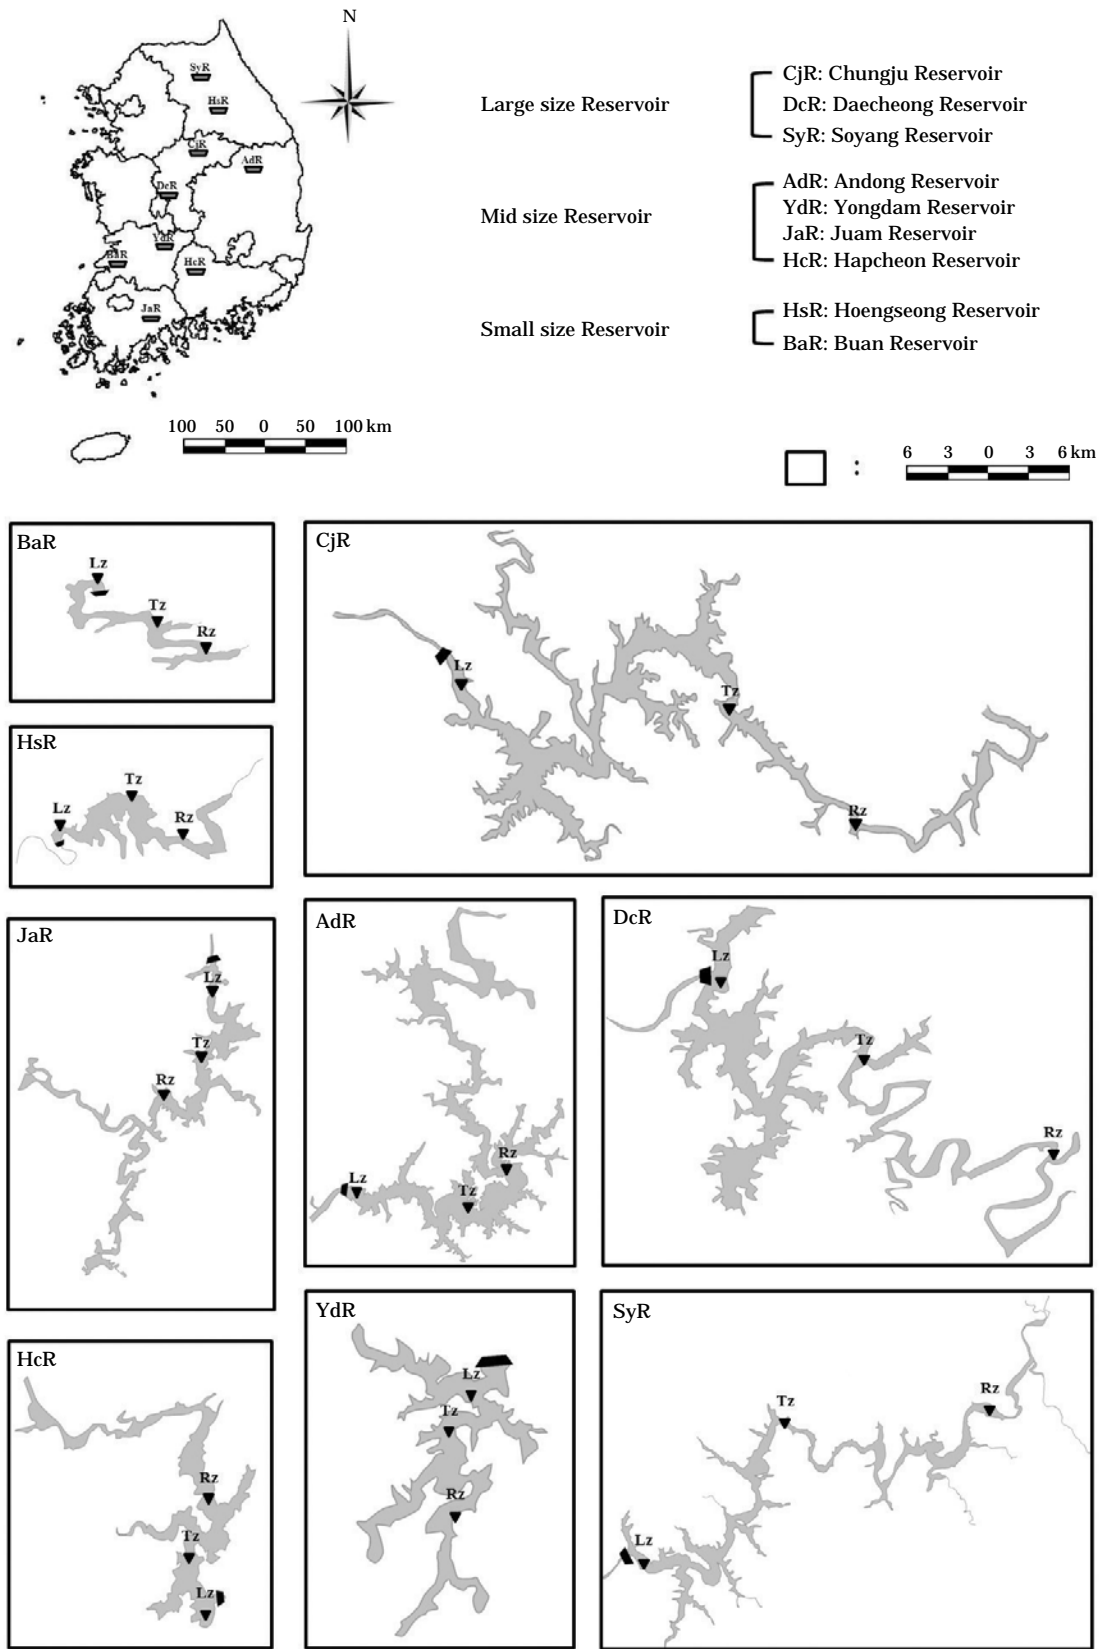 N
SyR
HsR
CjR
AdR
DcR
YdR
BaR
HcR
JaR
Large size Reservoir
CjR: Chungju Reservoir
DcR: Daecheong Reservoir
SyR: Soyang Reservoir
Mid size Reservoir
AdR: Andong Reservoir
YdR: Yongdam Reservoir
JaR: Juam Reservoir
HcR: Hapcheon Reservoir
Small size Reservoir
HsR: Hoengseong Reservoir
BaR: Buan Reservoir
100 50 0 50 100 km
: 6 3 0 3 6 km
BaR
Lz
Tz
Rz
CjR
Lz
Tz
Rz
HsR
Tz
Lz
Rz
JaR
Lz
Tz
Rz
AdR
Rz
Lz
Tz
DcR
Lz
Tz
Rz
HcR
Rz
Tz
Lz
YdR
Lz
Tz
Rz
SyR
Rz
Tz
Lz